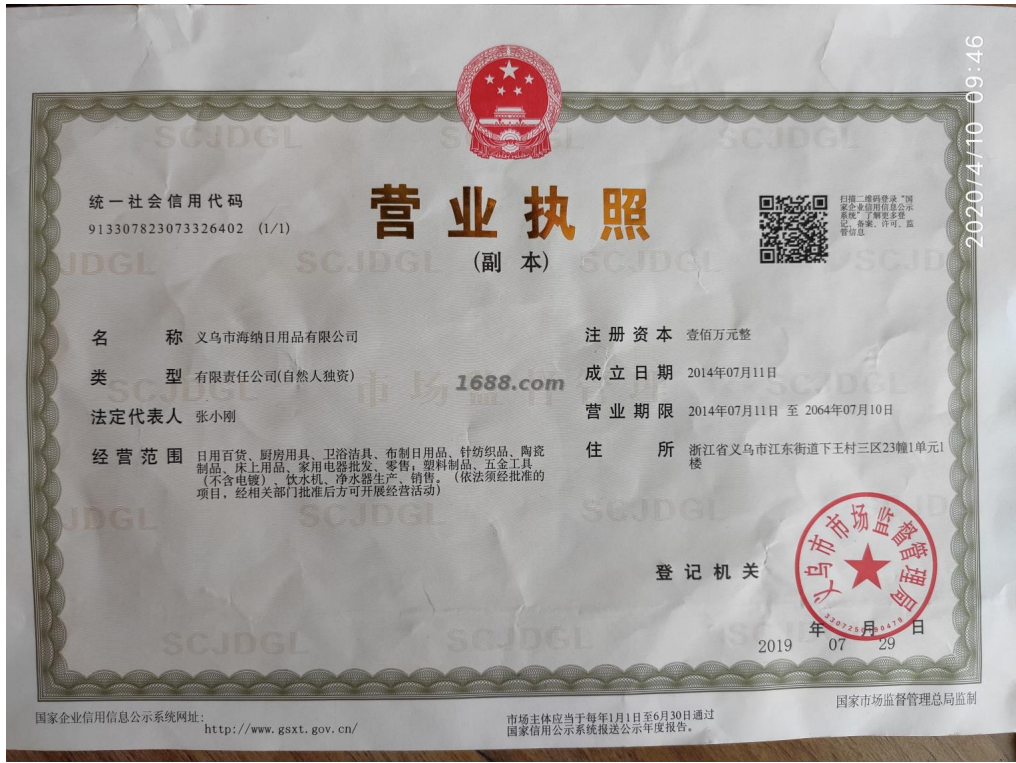 2020/4/10 09:46
统一社会信用代码
913307823073326402 (1/1)
营业执照
(副 本)
扫描二维码登录“国
家企业信用信息公示
系统”了解更多登
记、备案、许可、监
管信息
名 称 义乌市海纳日用品有限公司
类 型 有限责任公司(自然人独资)
法定代表人 张小刚
经营范围 日用百货、厨房用具、卫浴洁具、布制日用品、针纺织品、陶瓷
制品、床上用品、家用电器批发、零售;塑料制品、五金工具
(不含电镀)、饮水机、净水器生产、销售。(依法须经批准的
项目,经相关部门批准后方可开展经营活动)
注册资本 壹佰万元整
成立日期 2014年07月11日
营业期限 2014年07月11日 至 2064年07月10日
住 所 浙江省义乌市江东街道下王村三区23幢1单元1
楼
1688.com
SCJDGL
市场监督管理
登记机关
义乌市市场监督管理局
年 月 日
2019 07 29
国家企业信用信息公示系统网址:
http://www.gsxt.gov.cn/
市场主体应当于每年1月1日至6月30日通过
国家信用公示系统报送公示年度报告。
国家市场监督管理总局监制